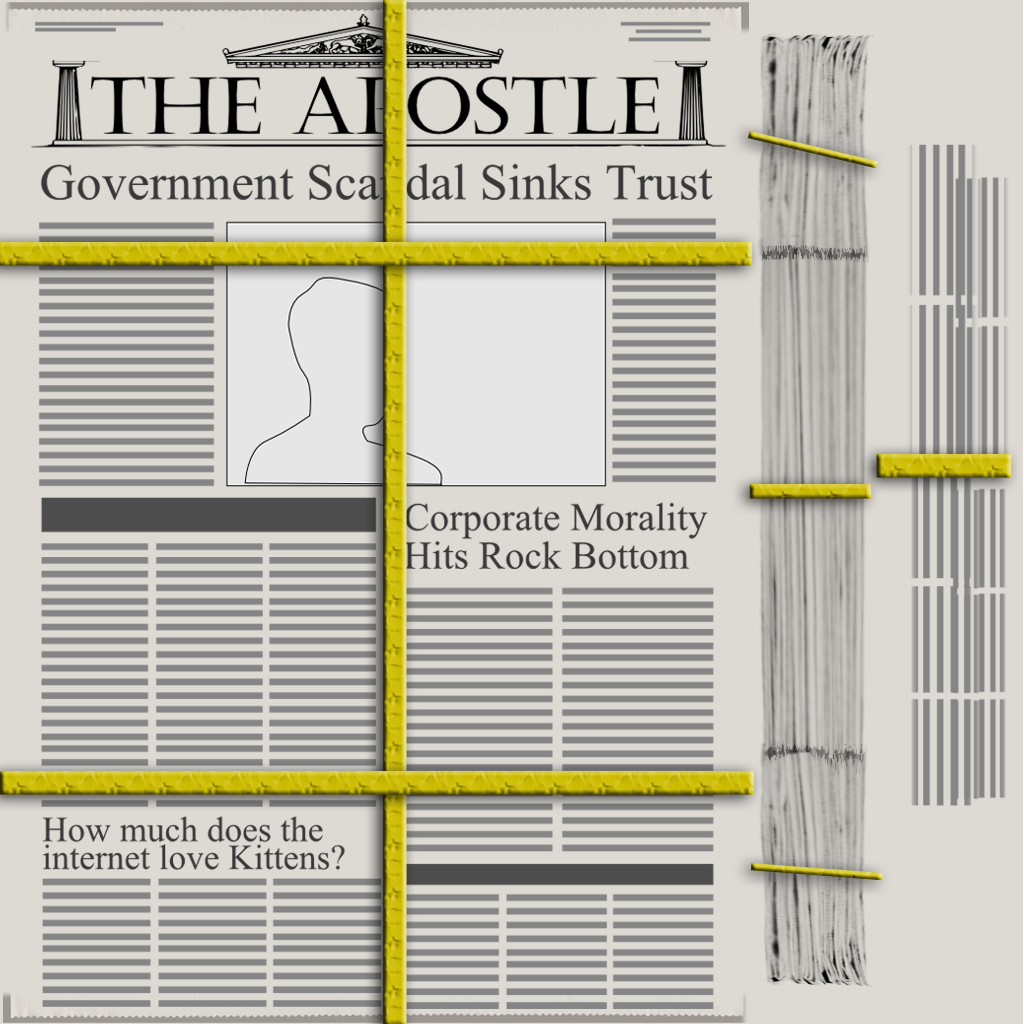 THE APOSTLE
Government Scandal Sinks Trust
Corporate Morality
Hits Rock Bottom
How much does the
internet love Kittens?